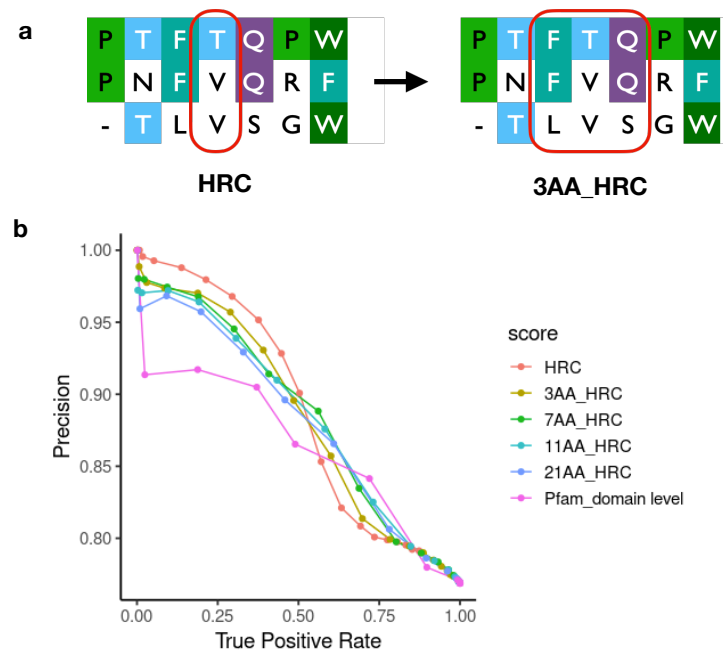 a
P T F T Q P W
P N F V Q R F
- T L V S G W
HRC
P T F T Q P W
P N F V Q R F
- T L V S G W
3AA_HRC
b
Precision
1.00
0.95
0.90
0.85
0.80
0.00 0.25 0.50 0.75 1.00
True Positive Rate
score
HRC
3AA_HRC
7AA_HRC
11AA_HRC
21AA_HRC
Pfam_domain level